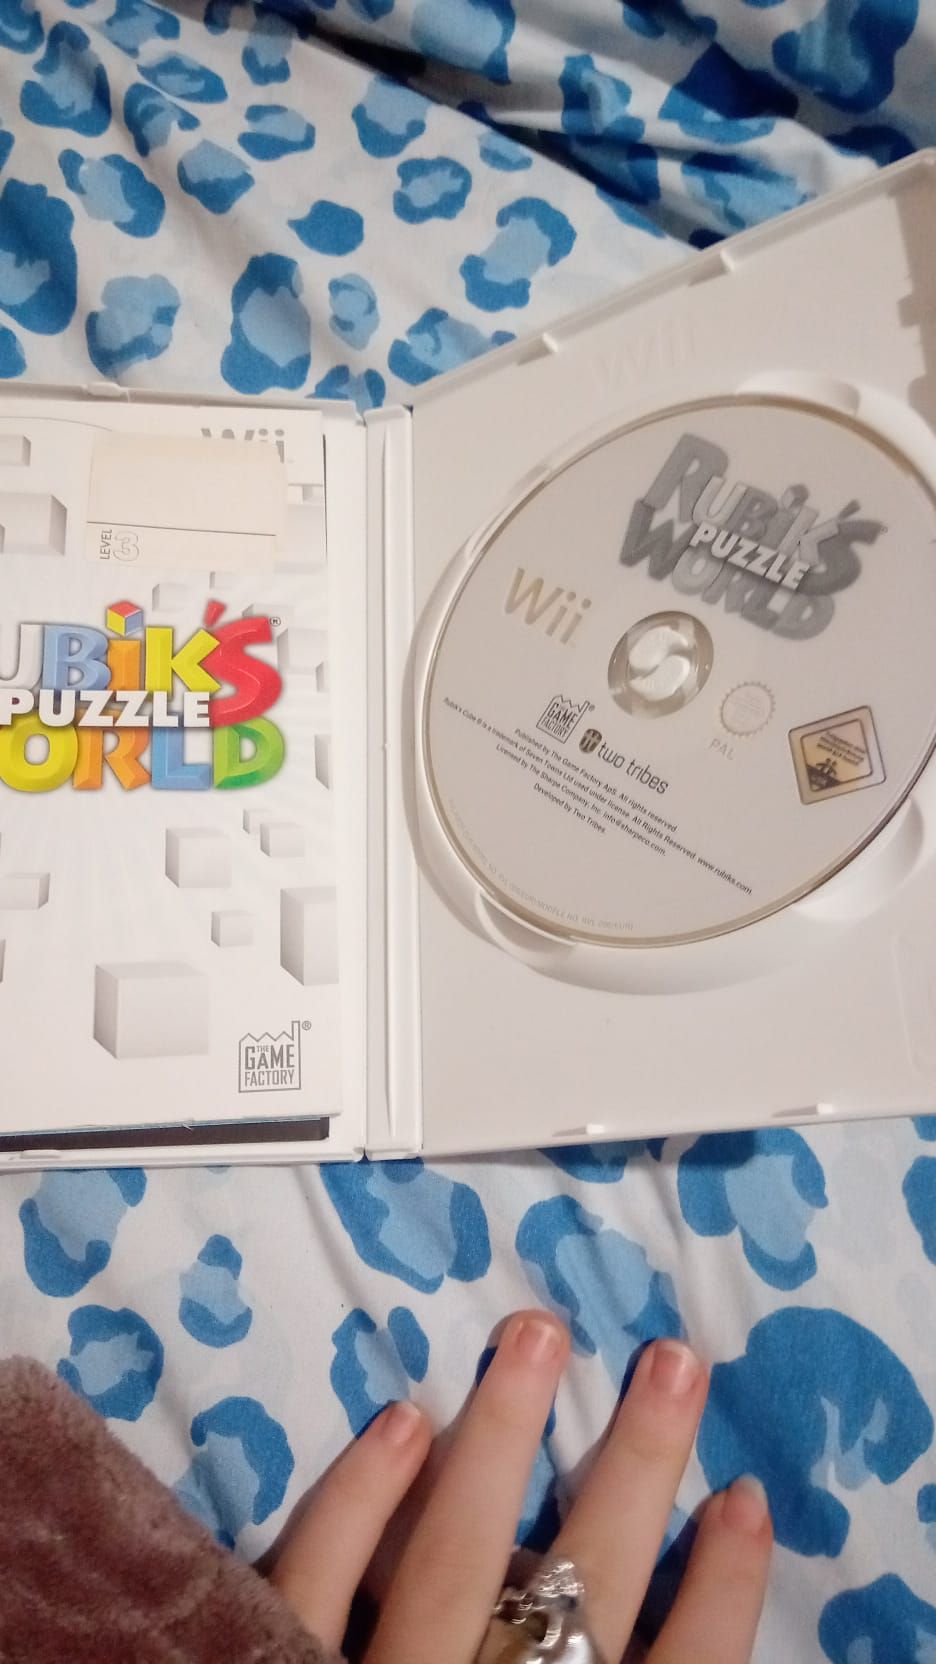 Wii
LEVEL
3
UBIK'S®
PUZZLE
ORLD
THE
GAME
FACTORY
®
Wii
RUBIK'S
PUZZLE
WORLD
Wii
THE
GAME
FACTORY
®
two tribes
PAL
Rubik's Cube ® is a trademark of Seven Towns Ltd used under license. All Rights Reserved. www.rubiks.com
Published by The Game Factory ApS. All rights reserved
Licensed by The Sharpe Company, Inc. info@sharpeco.com.
Developed by Two Tribes.